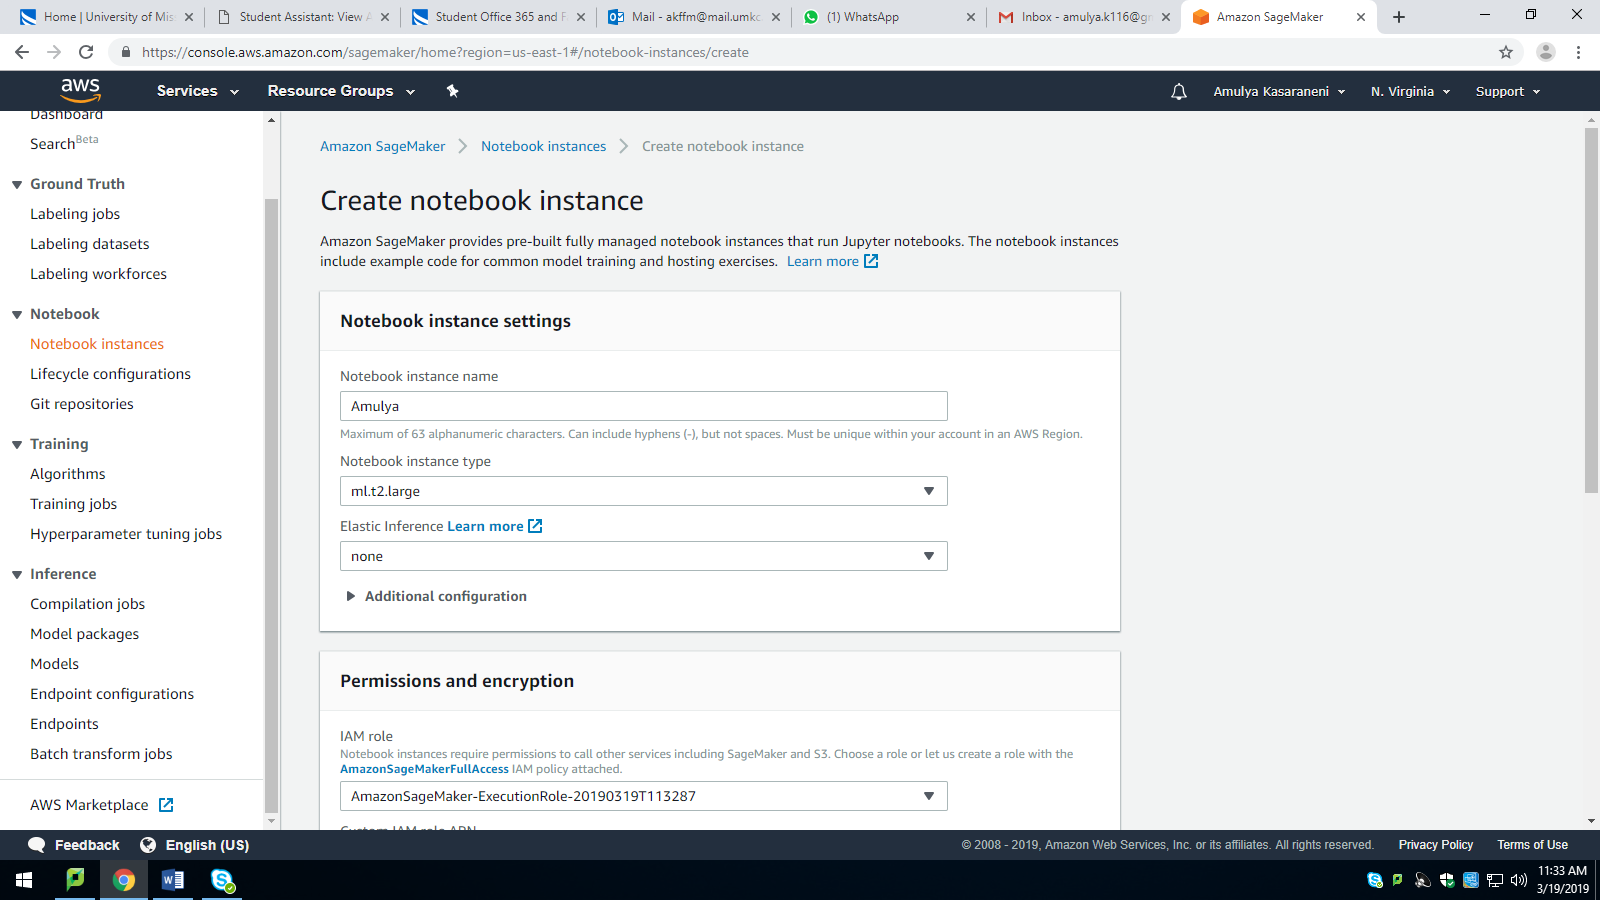 Home | University of Mis
Student Assistant: View A
Student Office 365 and F
Mail - akffm@mail.umkc.
(1) WhatsApp
Inbox - amulya.k116@gm
Amazon SageMaker
https://console.aws.amazon.com/sagemaker/home?region=us-east-1#/notebook-instances/create
aws
Services
Resource Groups
Amulya Kasaraneni
N. Virginia
Support
Dashboard
Search Beta
Ground Truth
Labeling jobs
Labeling datasets
Labeling workforces
Notebook
Notebook instances
Lifecycle configurations
Git repositories
Training
Algorithms
Training jobs
Hyperparameter tuning jobs
Inference
Compilation jobs
Model packages
Models
Endpoint configurations
Endpoints
Batch transform jobs
AWS Marketplace
Amazon SageMaker
Notebook instances
Create notebook instance
Create notebook instance
Amazon SageMaker provides pre-built fully managed notebook instances that run Jupyter notebooks. The notebook instances
include example code for common model training and hosting exercises. Learn more
Notebook instance settings
Notebook instance name
Amulya
Maximum of 63 alphanumeric characters. Can include hyphens (-), but not spaces. Must be unique within your account in an AWS Region.
Notebook instance type
ml.t2.large
Elastic Inference Learn more
none
Additional configuration
Permissions and encryption
IAM role
Notebook instances require permissions to call other services including SageMaker and S3. Choose a role or let us create a role with the
AmazonSageMakerFullAccess IAM policy attached.
AmazonSageMaker-ExecutionRole-20190319T113287
Custom IAM role ARN
Feedback
English (US)
© 2008 - 2019, Amazon Web Services, Inc. or its affiliates. All rights reserved.
Privacy Policy
Terms of Use
11:33 AM
3/19/2019